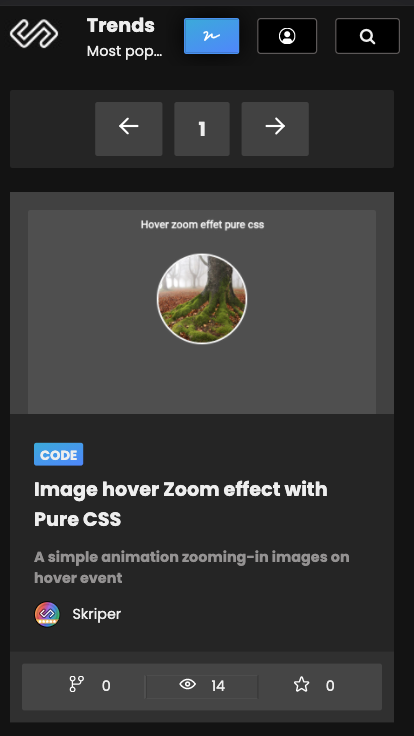 Trends
Most pop...
1
Hover zoom effet pure css
CODE
Image hover Zoom effect with
Pure CSS
A simple animation zooming-in images on
hover event
Skriper
0 14 0